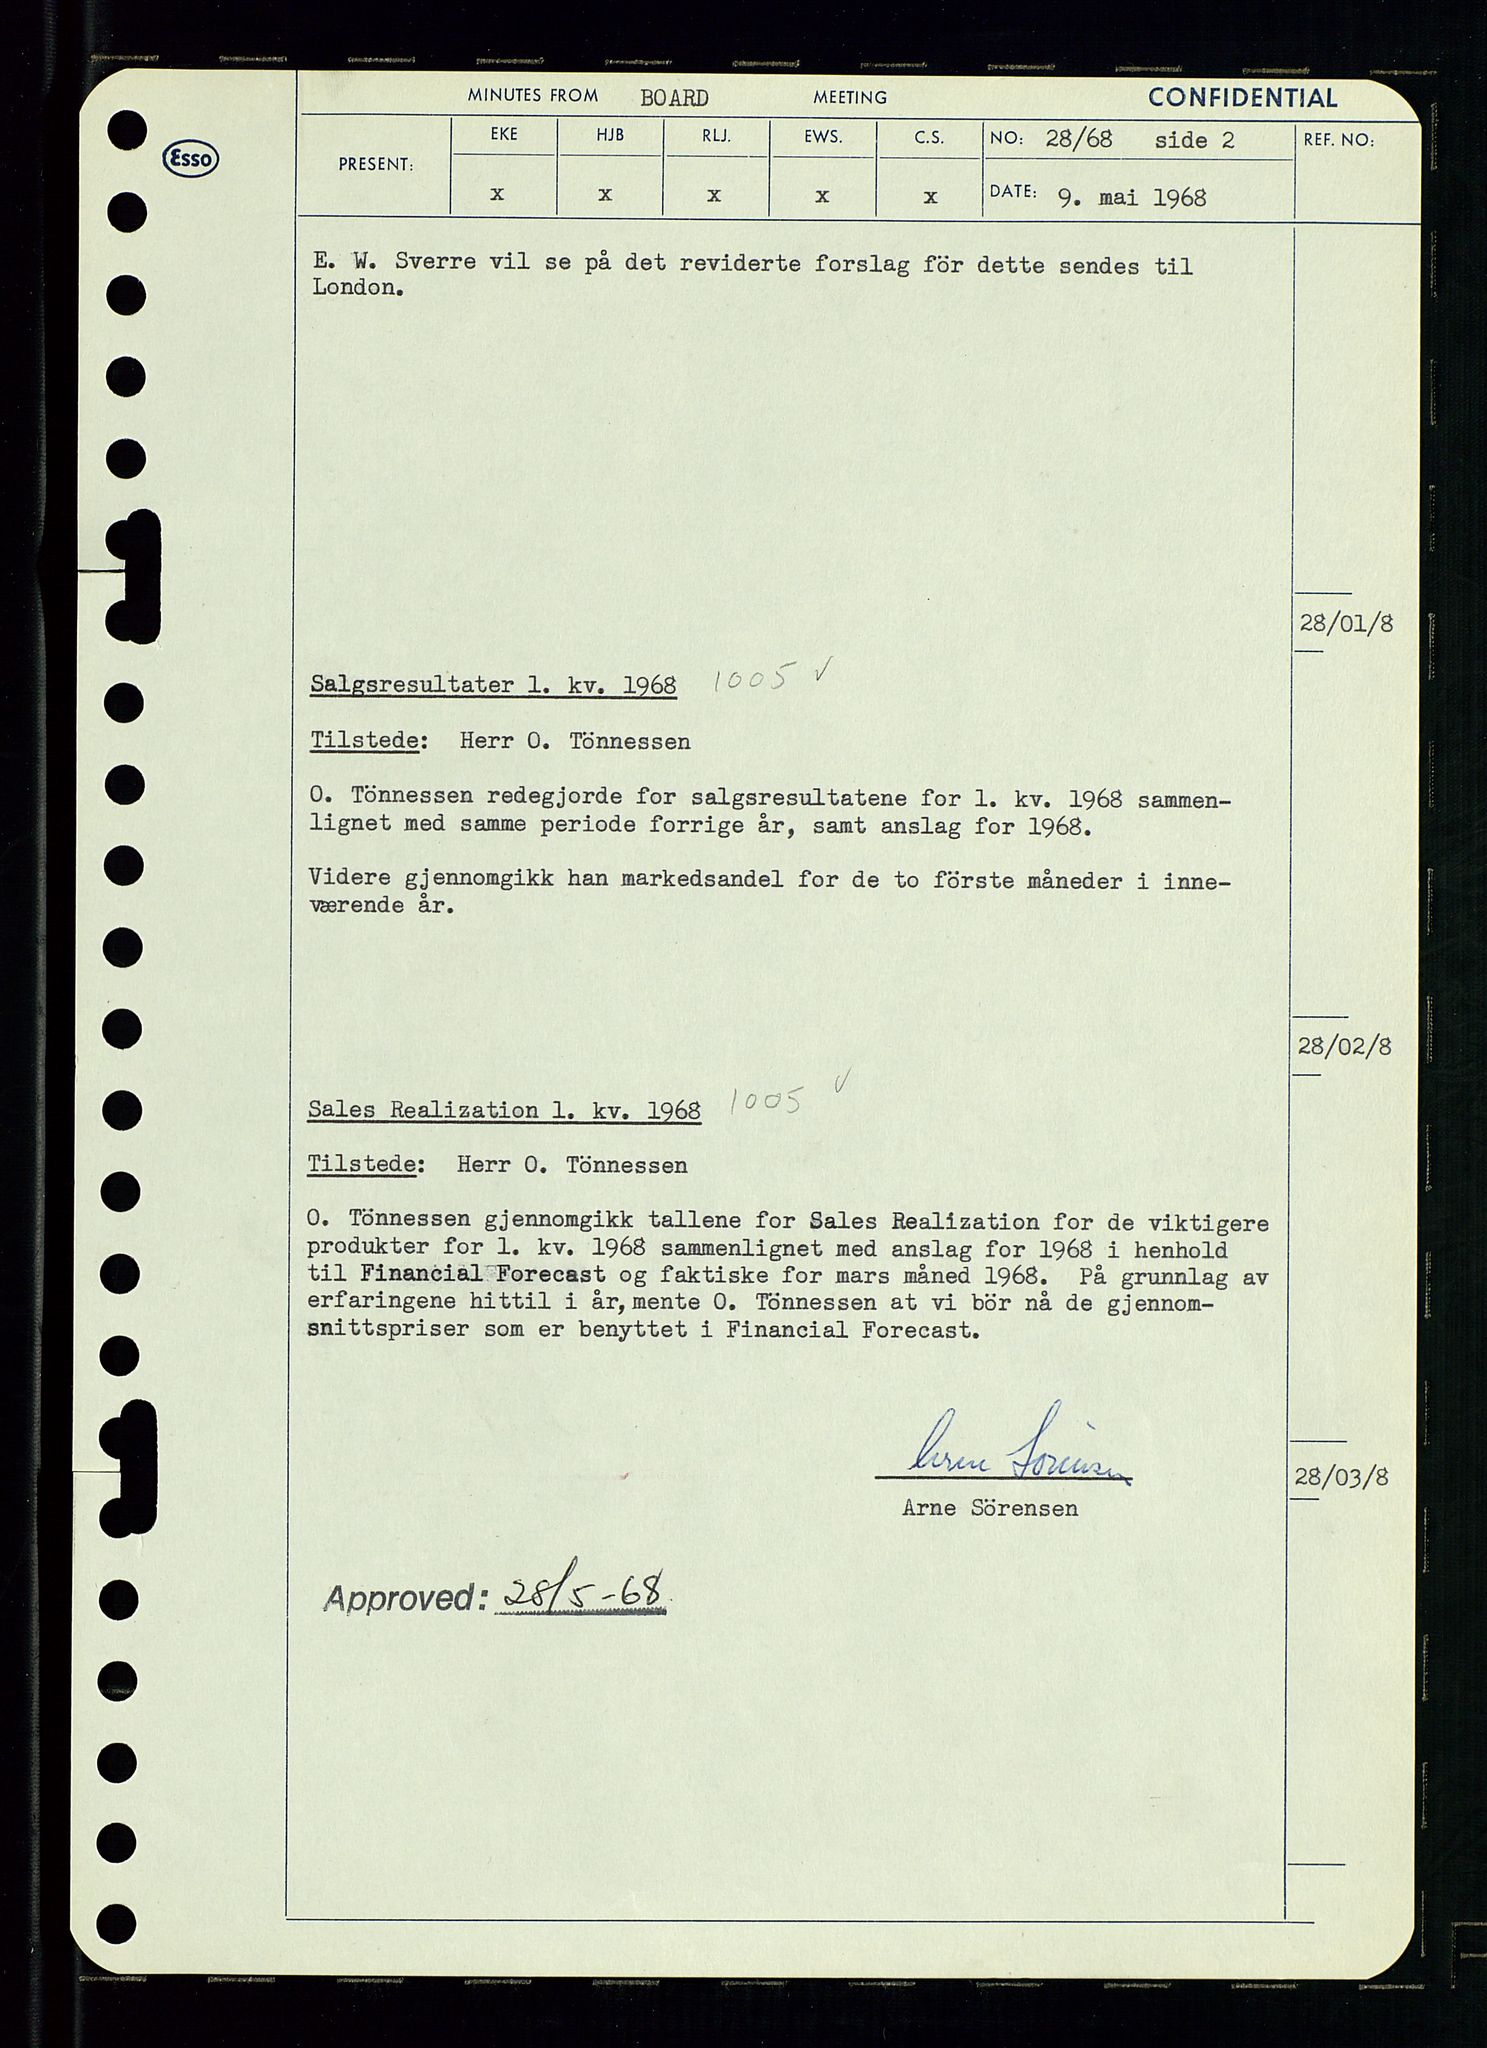 MINUTES FROM BOARD MEETING CONFIDENTIAL
Esso
PRESENT: EKE HJB RLJ. EWS. C.S. NO: 28/68 side 2 REF. NO:
x x x x x DATE: 9. mai 1968
E. W. Sverre vil se på det reviderte forslag för dette sendes til
London.
28/01/8
Salgsresultater 1. kv. 1968 1005 ✓
Tilstede: Herr O. Tönnessen
O. Tönnessen redegjorde for salgsresultatene for 1. kv. 1968 sammen-
lignet med samme periode forrige år, samt anslag for 1968.
Videre gjennomgikk han markedsandel for de to förste måneder i inne-
værende år.
28/02/8
Sales Realization 1. kv. 1968 1005 ✓
Tilstede: Herr O. Tönnessen
O. Tönnessen gjennomgikk tallene for Sales Realization for de viktigere
produkter for 1. kv. 1968 sammenlignet med anslag for 1968 i henhold
til Financial Forecast og faktiske for mars måned 1968. På grunnlag av
erfaringene hittil i år, mente O. Tönnessen at vi bör nå de gjennom-
snittspriser som er benyttet i Financial Forecast.
Arne Sörensen
28/03/8
Arne Sörensen
Approved: 28/5-68